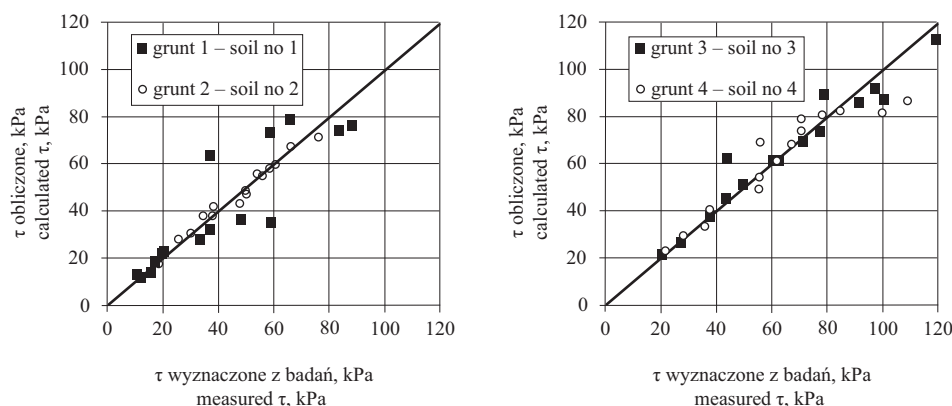 τ obliczone, kPa
calculated τ, kPa
120
100
80
60
40
20
0
grunt 1 – soil no 1
grunt 2 – soil no 2
0 20 40 60 80 100 120
τ wyznaczone z badań, kPa
measured τ, kPa
τ obliczone, kPa
calculated τ, kPa
120
100
80
60
40
20
0
grunt 3 – soil no 3
grunt 4 – soil no 4
0 20 40 60 80 100 120
τ wyznaczone z badań, kPa
measured τ, kPa